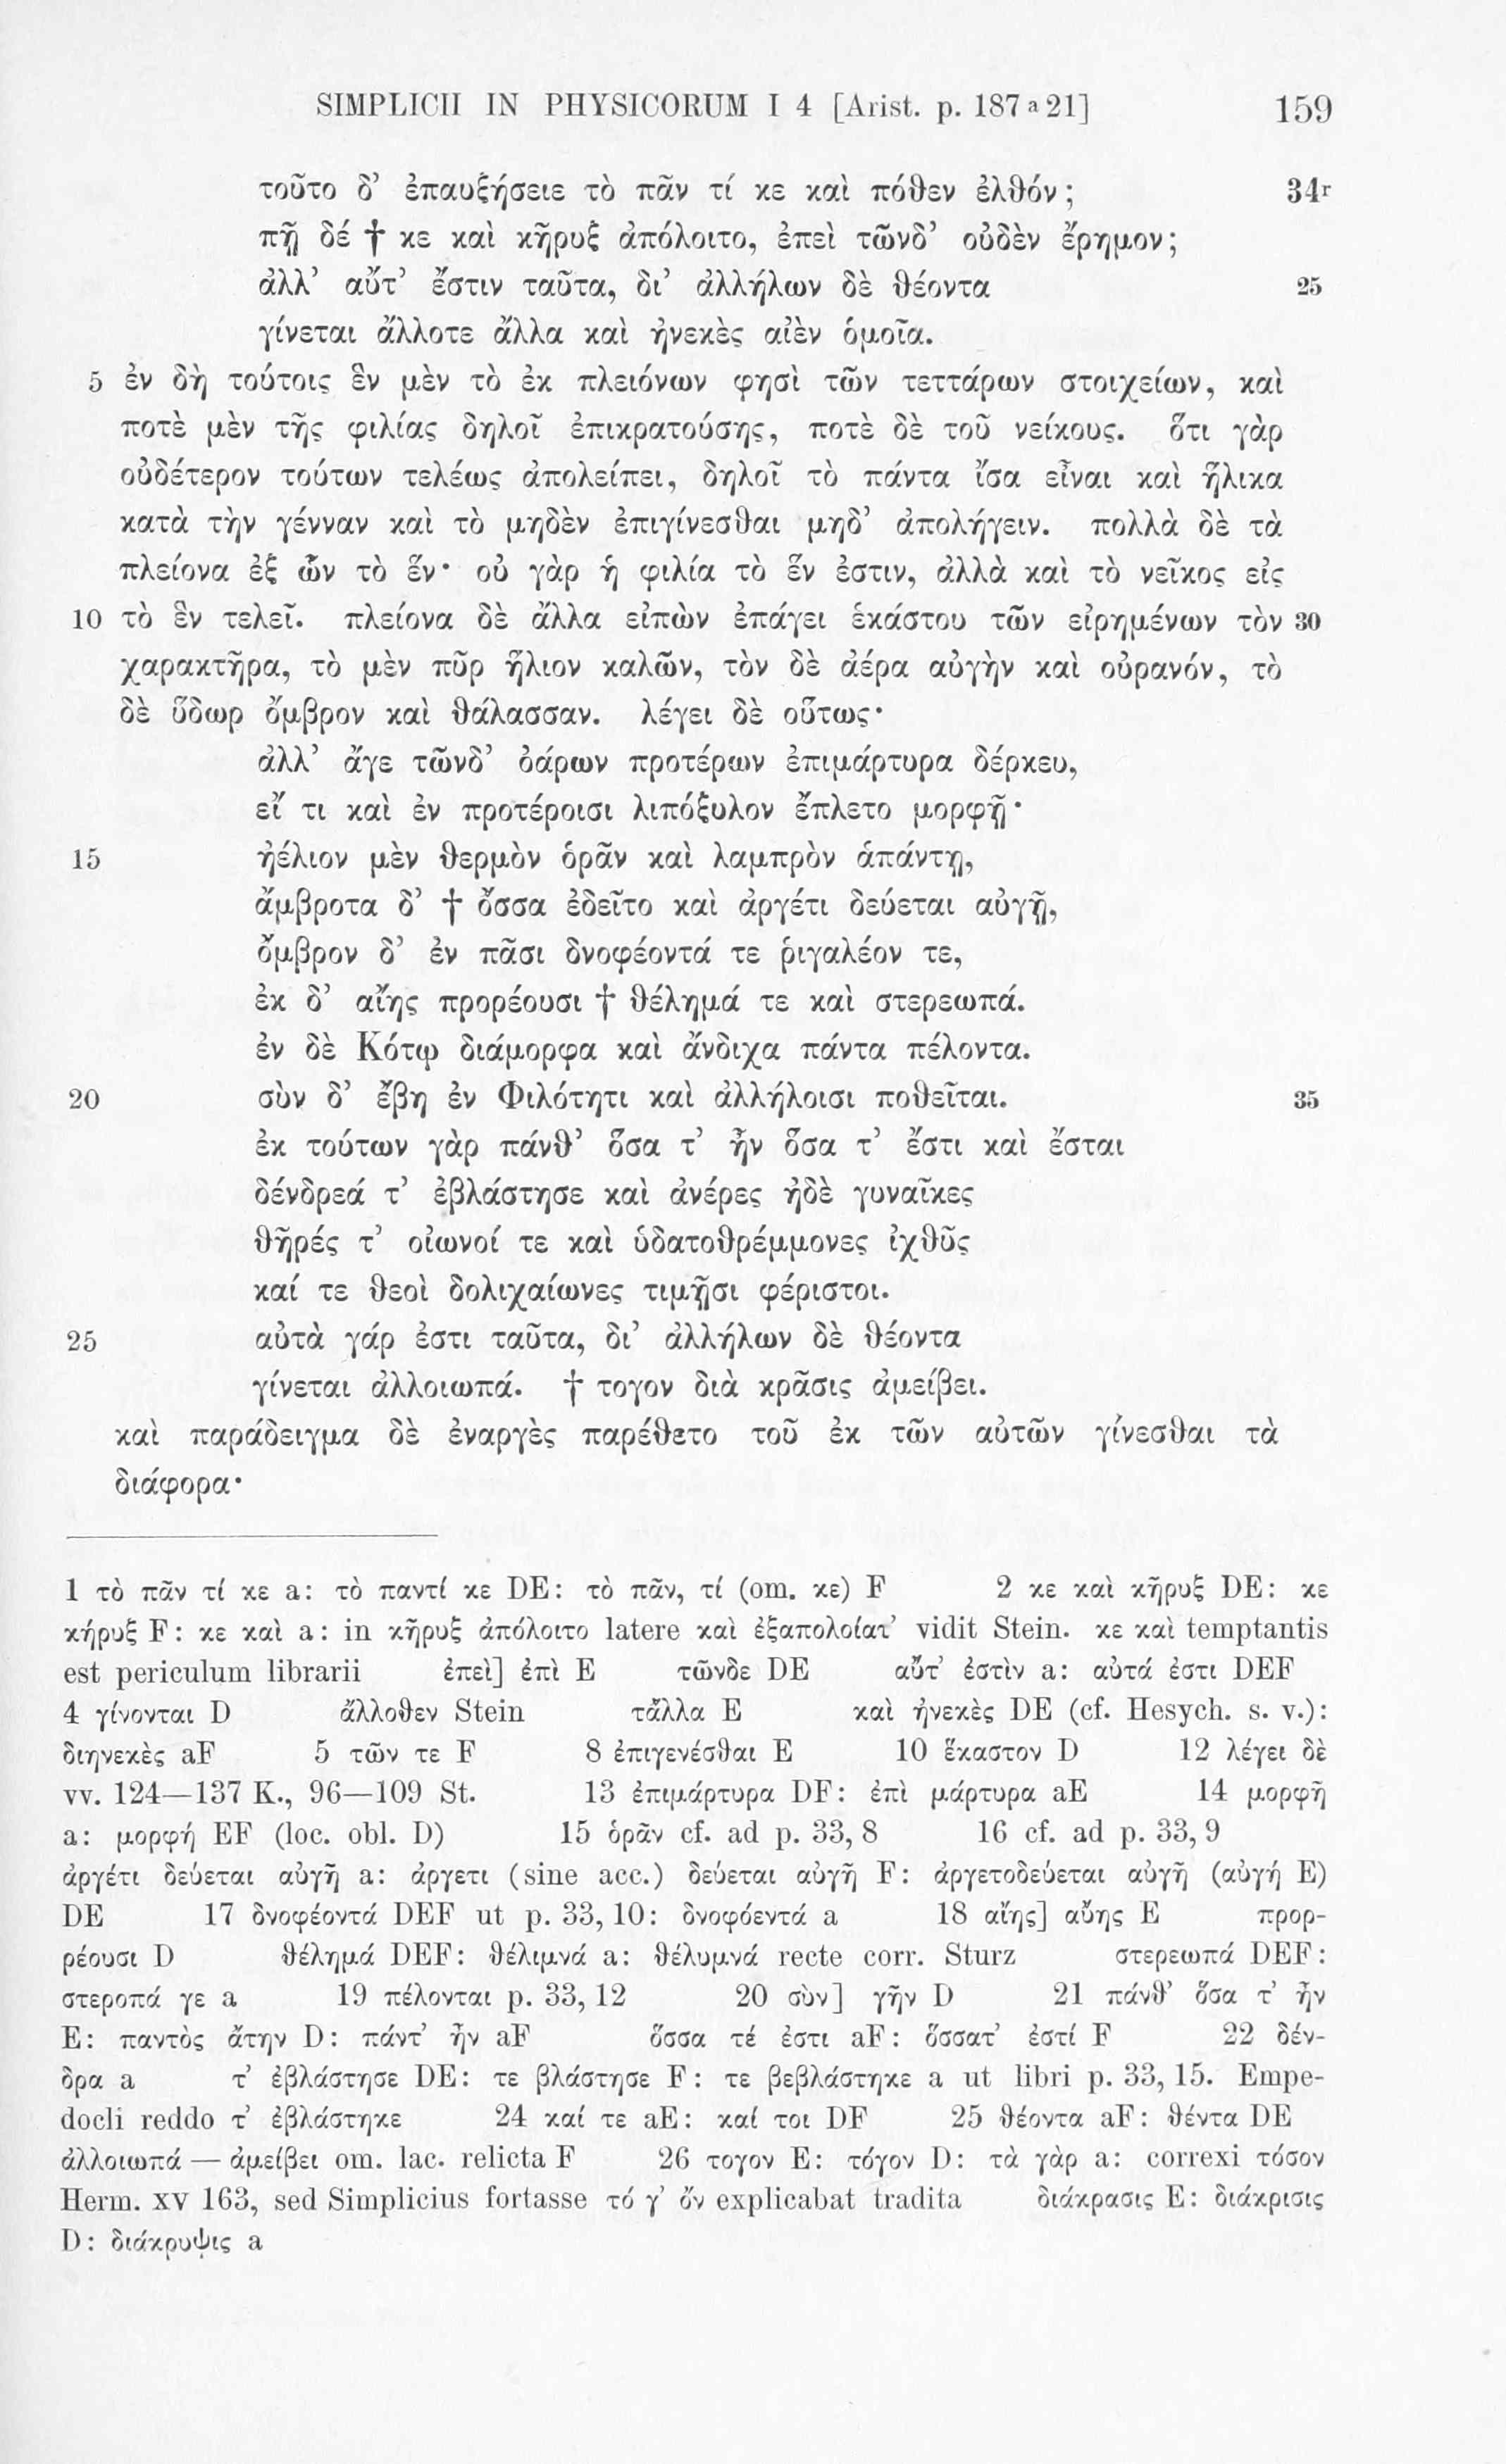 SIMPLICII IN PHYSICORUM I 4 [Arist. p. 187 a 21] 159
τοῦτο δ’ ἐπαυξήσειε τὸ πᾶν τί κε καὶ πόθεν ἐλθόν; 34r
πῇ δέ † κε καὶ κῆρυξ ἀπόλοιτο, ἐπεὶ τῶνδ’ οὐδὲν ἔρημον;
ἀλλ’ αὔτ’ ἔστιν ταῦτα, δι’ ἀλλήλων δὲ θέοντα 25
γίνεται ἄλλοτε ἄλλα καὶ ἠνεκὲς αἰὲν ὁμοῖα.
5 ἐν δὴ τούτοις ἓν μὲν τὸ ἐκ πλειόνων φησὶ τῶν τεττάρων στοιχείων, καὶ
ποτὲ μὲν τῆς φιλίας δηλοῖ ἐπικρατούσης, ποτὲ δὲ τοῦ νείκους. ὅτι γὰρ
οὐδέτερον τούτων τελέως ἀπολείπει, δηλοῖ τὸ πάντα ἴσα εἶναι καὶ ἥλικα
κατὰ τὴν γένναν καὶ τὸ μηδὲν ἐπιγίνεσθαι μηδ’ ἀπολήγειν. πολλὰ δὲ τὰ
πλείονα ἐξ ὧν τὸ ἕν· οὐ γὰρ ἡ φιλία τὸ ἕν ἐστιν, ἀλλὰ καὶ τὸ νεῖκος εἰς
10 τὸ ἓν τελεῖ. πλείονα δὲ ἄλλα εἰπὼν ἐπάγει ἑκάστου τῶν εἰρημένων τὸν 30
χαρακτῆρα, τὸ μὲν πῦρ ἥλιον καλῶν, τὸν δὲ ἀέρα αὐγὴν καὶ οὐρανόν, τὸ
δὲ ὕδωρ ὄμβρον καὶ θάλασσαν. λέγει δὲ οὕτως·
ἀλλ’ ἄγε τῶνδ’ ὀάρων προτέρων ἐπιμάρτυρα δέρκευ,
εἴ τι καὶ ἐν προτέροισι λιπόξυλον ἔπλετο μορφῇ·
15 ἠέλιον μὲν θερμὸν ὁρᾶν καὶ λαμπρὸν ἁπάντῃ,
ἄμβροτα δ’ † ὄσσα ἐδεῖτο καὶ ἀργέτι δεύεται αὐγῇ,
ὄμβρον δ’ ἐν πᾶσι δνοφέοντά τε ῥιγαλέον τε,
ἐκ δ’ αἴης προρέουσι † θέλημά τε καὶ στερεωπά.
ἐν δὲ Κότῳ διάμορφα καὶ ἄνδιχα πάντα πέλοντα.
20 σὺν δ’ ἔβη ἐν Φιλότητι καὶ ἀλλήλοισι ποθεῖται. 35
ἐκ τούτων γὰρ πάνθ’ ὅσα τ’ ἦν ὅσα τ’ ἔστι καὶ ἔσται
δένδρεά τ’ ἐβλάστησε καὶ ἀνέρες ἠδὲ γυναῖκες
θῆρές τ’ οἰωνοί τε καὶ ὑδατοθρέμμονες ἰχθῦς
καί τε θεοὶ δολιχαίωνες τιμῇσι φέριστοι.
25 αὐτὰ γάρ ἐστι ταῦτα, δι’ ἀλλήλων δὲ θέοντα
γίνεται ἀλλοιωπά. † τογον διὰ κρᾶσις ἀμείβει.
καὶ παράδειγμα δὲ ἐναργὲς παρέθετο τοῦ ἐκ τῶν αὐτῶν γίνεσθαι τὰ
διάφορα·
1 τὸ πᾶν τί κε a: τὸ παντί κε DE: τὸ πᾶν, τί (om. κε) F 2 κε καὶ κῆρυξ DE: κε
κήρυξ F: κε καὶ a: in κῆρυξ ἀπόλοιτο latere καὶ ἐξαπολοίατ’ vidit Stein. κε καὶ temptantis
est periculum librarii ἐπεὶ] ἐπὶ E τῶνδε DE αὔτ’ ἐστὶν a: αὐτά ἐστι DEF
4 γίνονται D ἄλλοθεν Stein τἄλλα E καὶ ἠνεκὲς DE (cf. Hesych. s. v.):
διηνεκὲς aF 5 τῶν τε F 8 ἐπιγενέσθαι E 10 ἕκαστον D 12 λέγει δὲ
vv. 124—137 K., 96—109 St. 13 ἐπιμάρτυρα DF: ἐπὶ μάρτυρα aE 14 μορφῇ
a: μορφή EF (loc. obl. D) 15 ὁρᾶν cf. ad p. 33, 8 16 cf. ad p. 33, 9
ἀργέτι δεύεται αὐγῇ a: ἀργετι (sine acc.) δεύεται αὐγῇ F: ἀργετοδεύεται αὐγῇ (αὐγή E)
DE 17 δνοφέοντά DEF ut p. 33, 10: δνοφόεντά a 18 αἴης] αὔης E προρ-
ρέουσι D θέλημά DEF: θέλιμνά a: θέλυμνά recte corr. Sturz στερεωπά DEF:
στεροπά γε a 19 πέλονται p. 33, 12 20 σὺν] γῆν D 21 πάνθ’ ὅσα τ’ ἦν
E: παντὸς ἄτην D: πάντ’ ἦν aF ὅσσα τέ ἐστι aF: ὅσσατ’ ἐστί F 22 δέν-
δρα a τ’ ἐβλάστησε DE: τε βλάστησε F: τε βεβλάστηκε a ut libri p. 33, 15. Empe-
docli reddo τ’ ἐβλάστηκε 24 καί τε aE: καί τοι DF 25 θέοντα aF: θέντα DE
ἀλλοιωπά — ἀμείβει om. lac. relicta F 26 τογον E: τόγον D: τὰ γὰρ a: correxi τόσον
Herm. XV 163, sed Simplicius fortasse τό γ’ ὄν explicabat tradita διάκρασις E: διάκρισις
D: διάκρυψις a